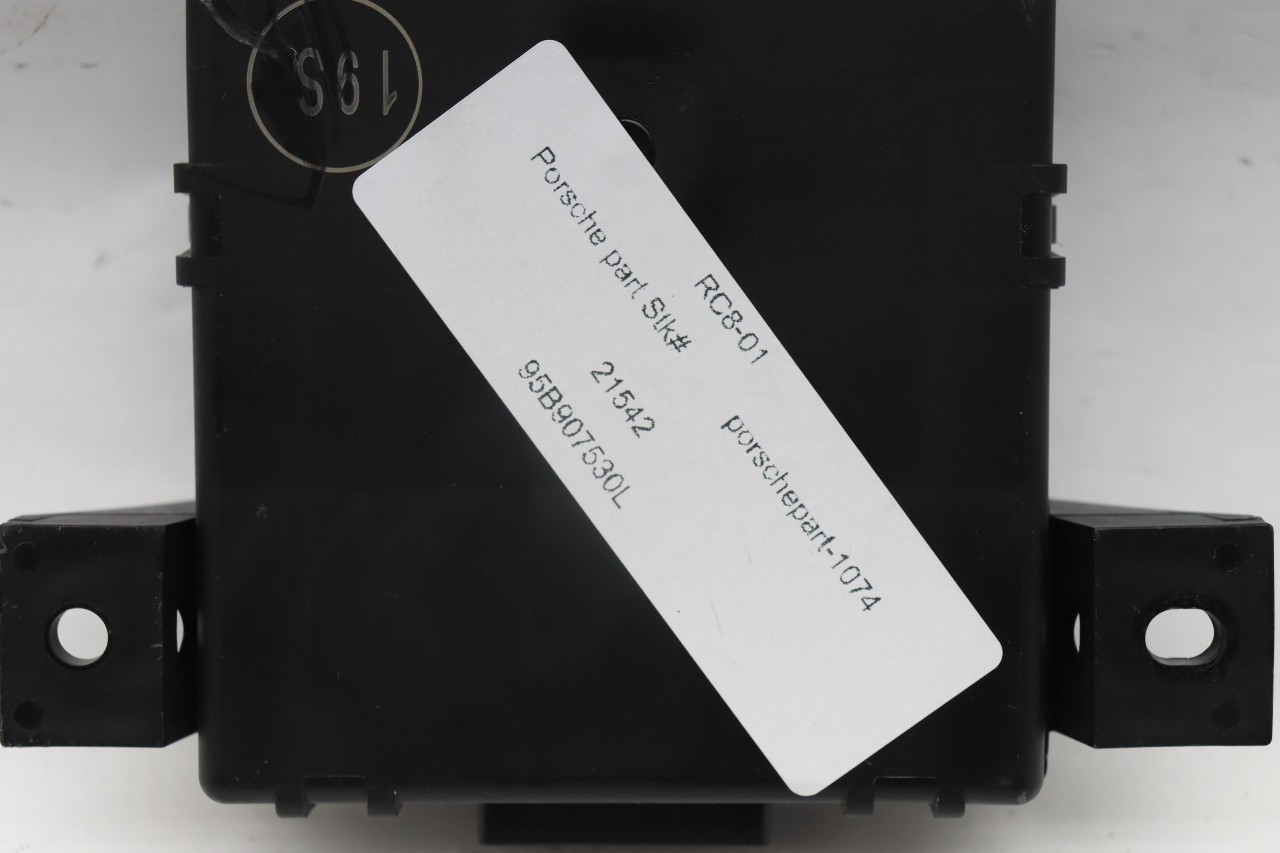 19S
RC8-01
porschepart-1074
Porsche part Stk#
21542
95B907530L